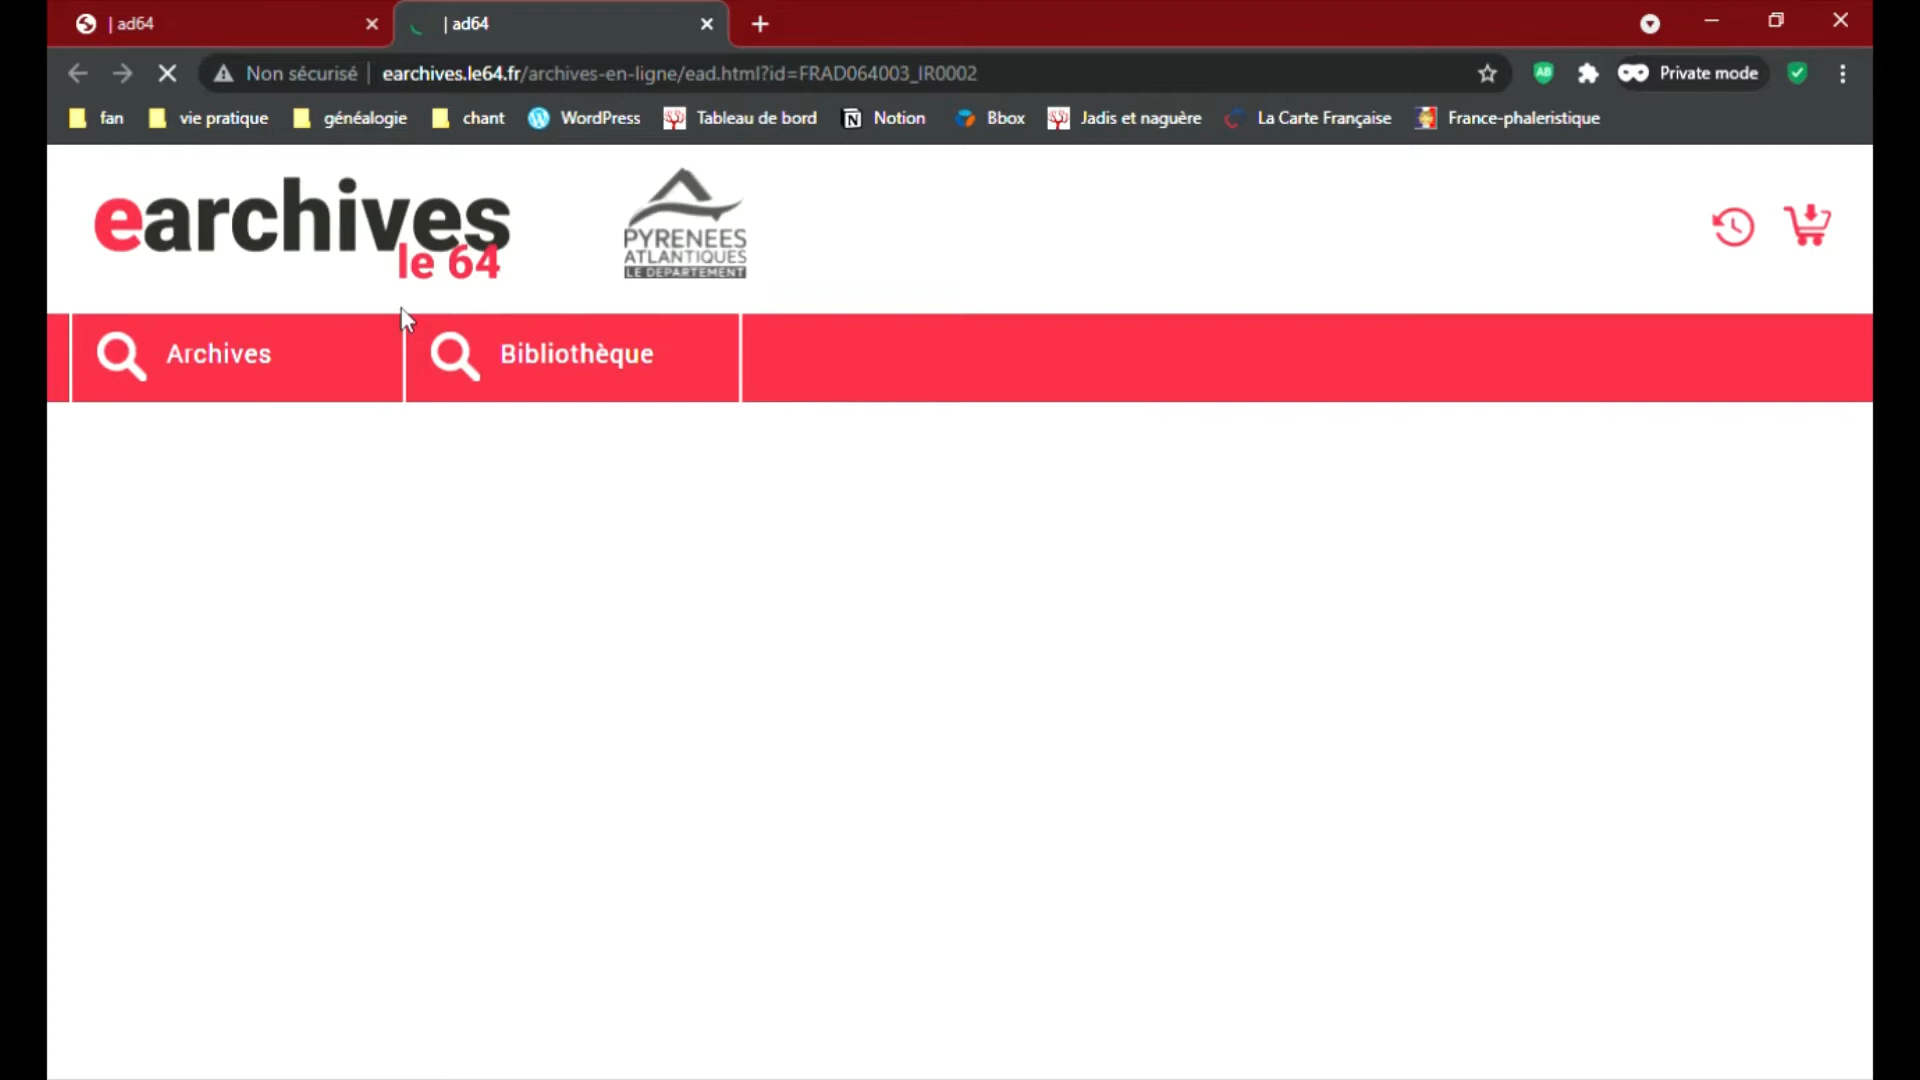 | ad64
| ad64
Non sécurisé | earchives.le64.fr/archives-en-ligne/ead.html?id=FRAD064003_IR0002
AB
Private mode
fan vie pratique généalogie chant WordPress Tableau de bord Notion Bbox Jadis et naguère La Carte Française France-phaleristique
earchives
le 64
PYRENEES
ATLANTIQUES
LE DEPARTEMENT
Archives
Bibliothèque